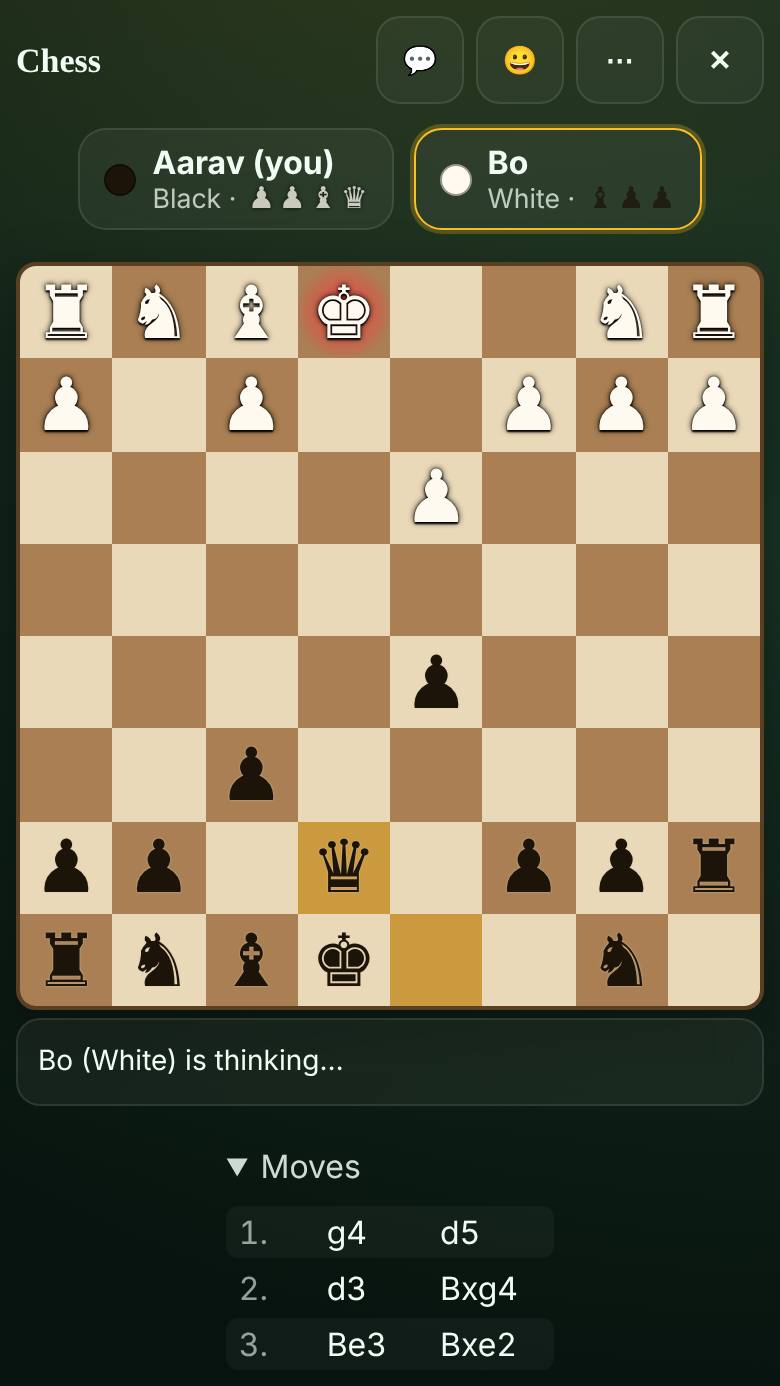 Chess
Aarav (you)
Black ·
Bo
White ·
Bo (White) is thinking...
▼ Moves
1. g4 d5
2. d3 Bxg4
3. Be3 Bxe2